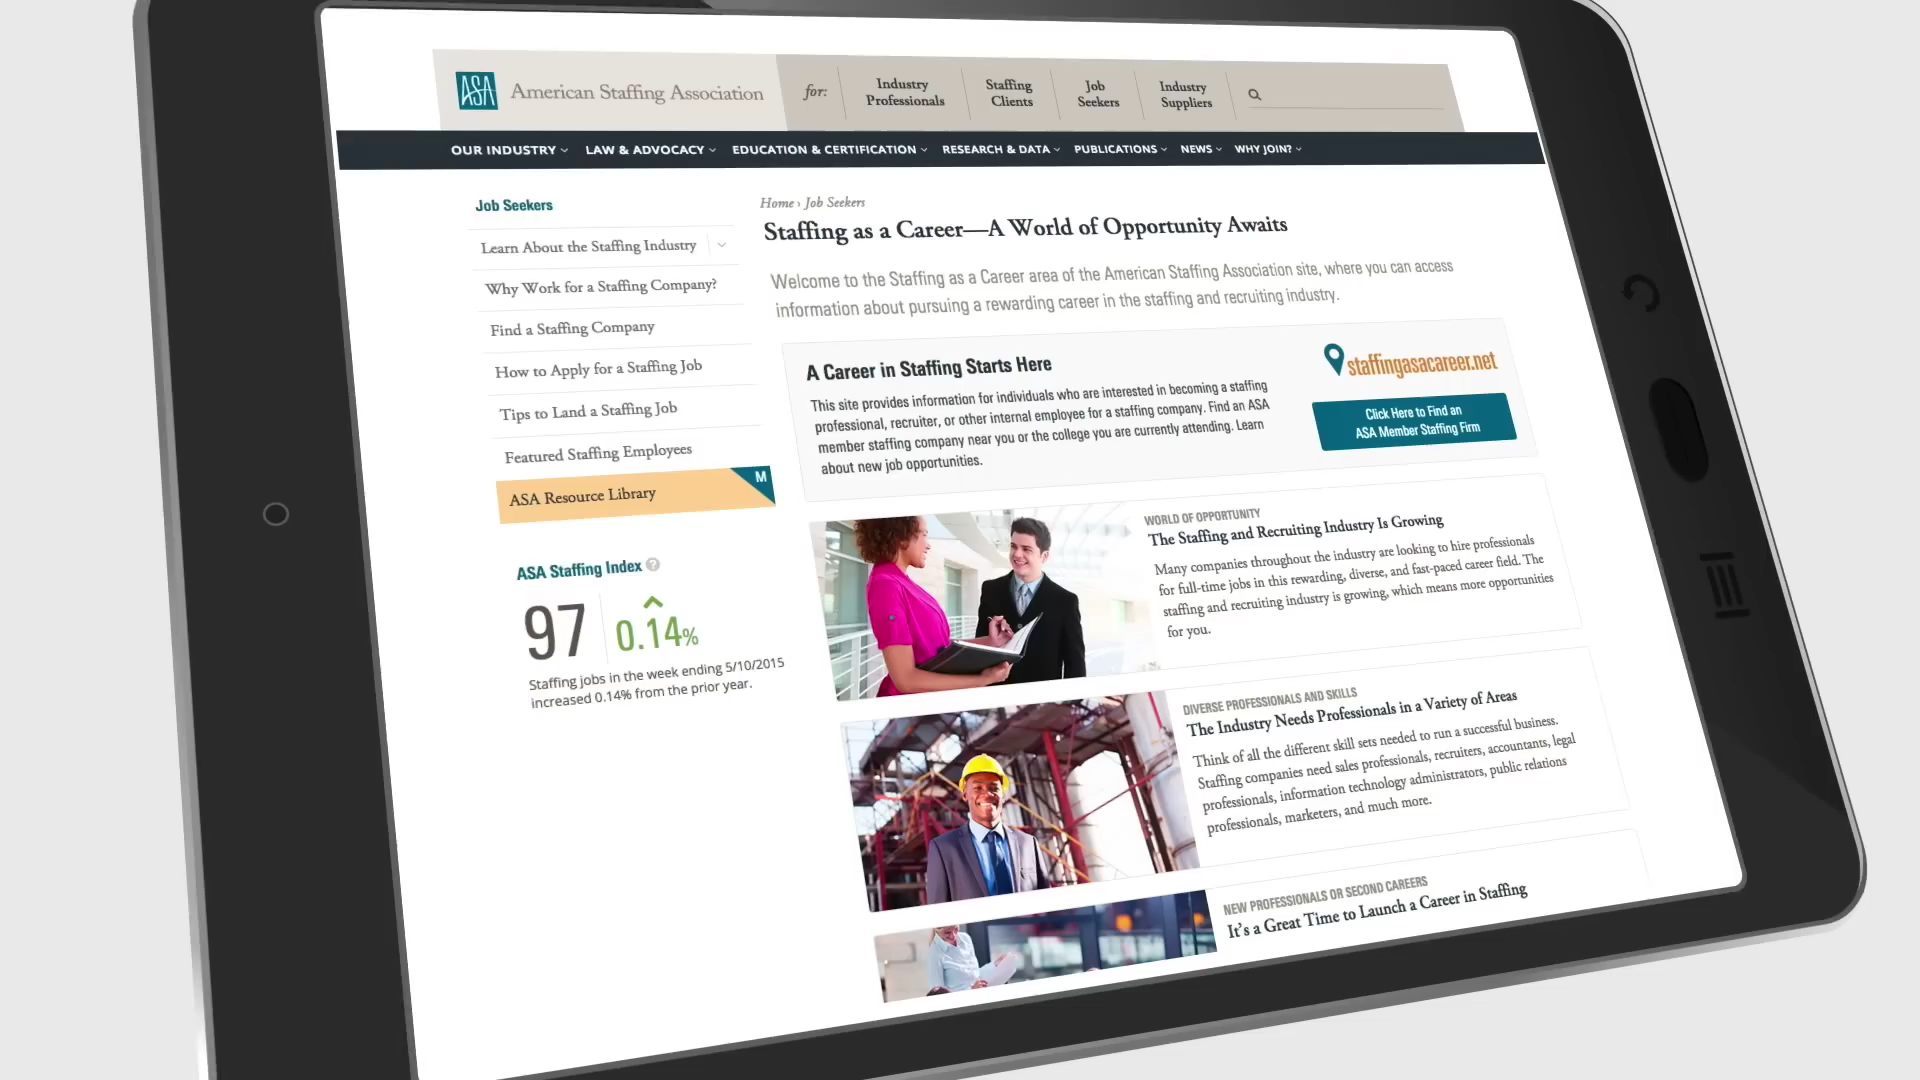 ASA American Staffing Association
for:
Industry
Professionals
Staffing
Clients
Job
Seekers
Industry
Suppliers
OUR INDUSTRY LAW & ADVOCACY EDUCATION & CERTIFICATION RESEARCH & DATA PUBLICATIONS NEWS WHY JOIN?
Job Seekers
Learn About the Staffing Industry
Why Work for a Staffing Company?
Find a Staffing Company
How to Apply for a Staffing Job
Tips to Land a Staffing Job
Featured Staffing Employees
ASA Resource Library
M
ASA Staffing Index ?
97 0.14%
Staffing jobs in the week ending 5/10/2015
increased 0.14% from the prior year.
Home › Job Seekers
Staffing as a Career—A World of Opportunity Awaits
Welcome to the Staffing as a Career area of the American Staffing Association site, where you can access
information about pursuing a rewarding career in the staffing and recruiting industry.
A Career in Staffing Starts Here
This site provides information for individuals who are interested in becoming a staffing
professional, recruiter, or other internal employee for a staffing company. Find an ASA
member staffing company near you or the college you are currently attending. Learn
about new job opportunities.
staffingasacareer.net
Click Here to Find an
ASA Member Staffing Firm
WORLD OF OPPORTUNITY
The Staffing and Recruiting Industry Is Growing
Many companies throughout the industry are looking to hire professionals
for full-time jobs in this rewarding, diverse, and fast-paced career field. The
staffing and recruiting industry is growing, which means more opportunities
for you.
DIVERSE PROFESSIONALS AND SKILLS
The Industry Needs Professionals in a Variety of Areas
Think of all the different skill sets needed to run a successful business.
Staffing companies need sales professionals, recruiters, accountants, legal
professionals, information technology administrators, public relations
professionals, marketers, and much more.
NEW PROFESSIONALS OR SECOND CAREERS
It's a Great Time to Launch a Career in Staffing